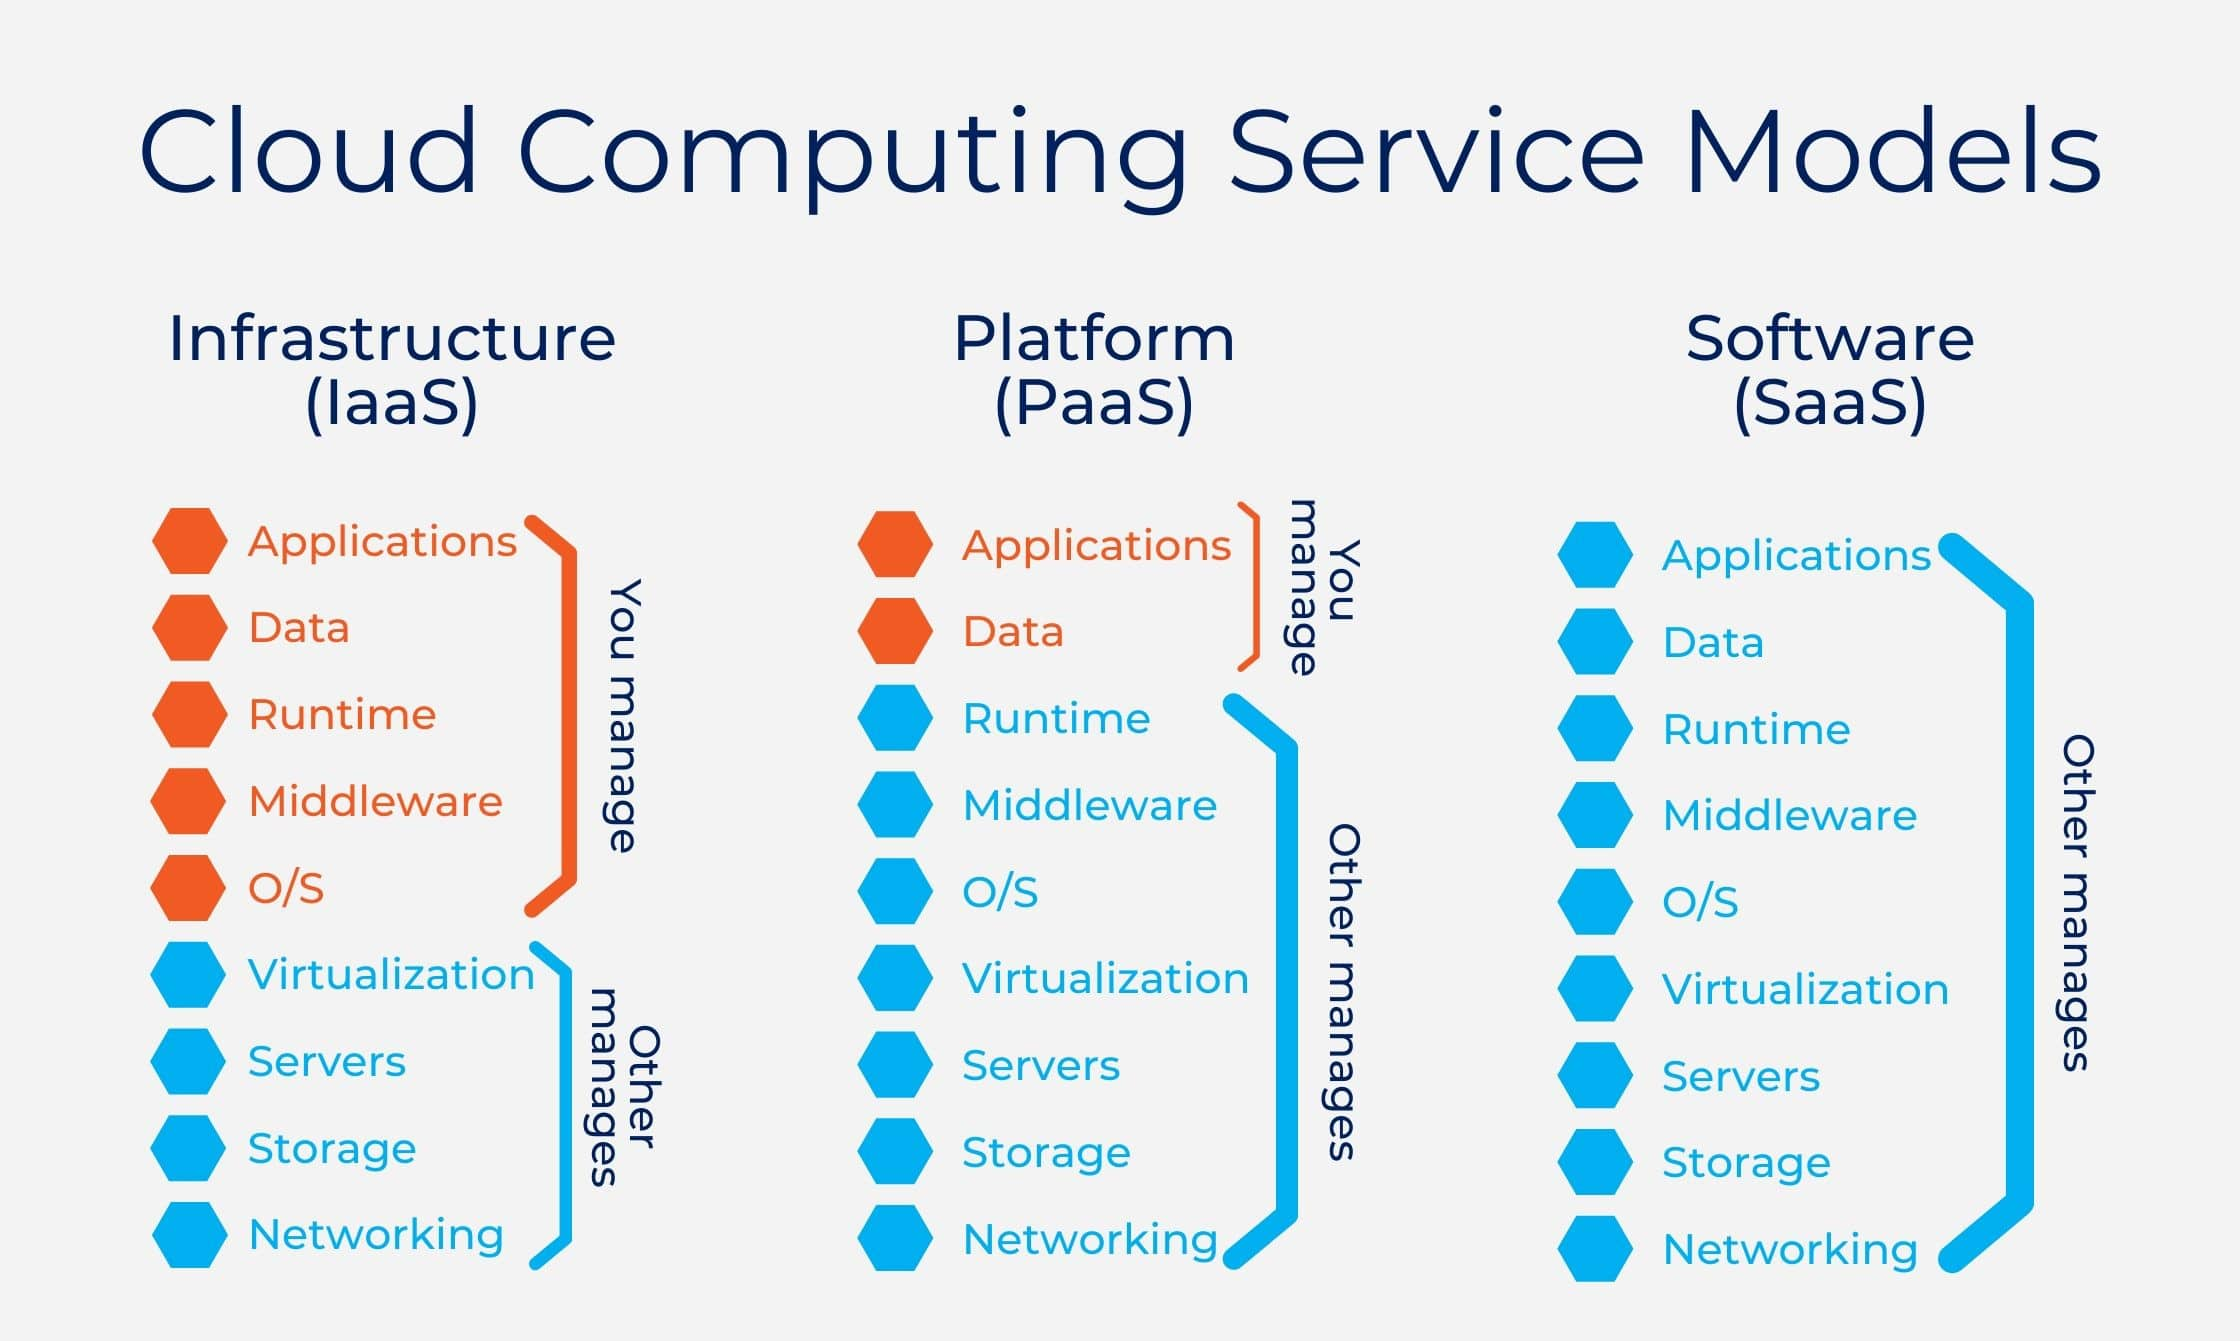 Cloud Computing Service Models
Infrastructure
(IaaS)
Applications
Data
Runtime
Middleware
O/S
Virtualization
Servers
Storage
Networking
You manage
Other
manages
Platform
(PaaS)
Applications
Data
Runtime
Middleware
O/S
Virtualization
Servers
Storage
Networking
You
manage
Other manages
Software
(SaaS)
Applications
Data
Runtime
Middleware
O/S
Virtualization
Servers
Storage
Networking
Other manages